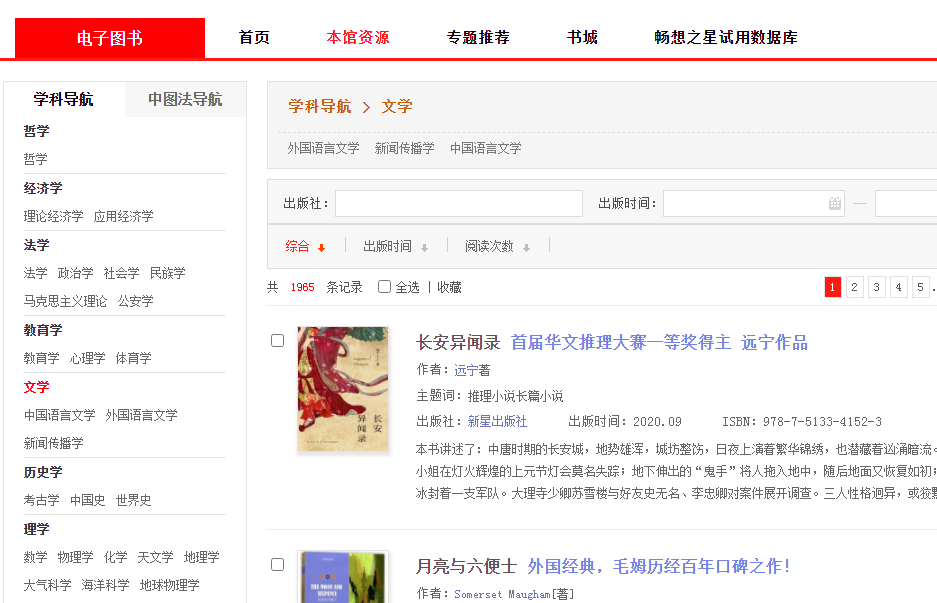 电子图书 首页 本馆资源 专题推荐 书城 畅想之星试用数据库
学科导航 中图法导航
哲学
哲学
经济学
理论经济学 应用经济学
法学
法学 政治学 社会学 民族学
马克思主义理论 公安学
教育学
教育学 心理学 体育学
文学
中国语言文学 外国语言文学
新闻传播学
历史学
考古学 中国史 世界史
理学
数学 物理学 化学 天文学 地理学
大气科学 海洋科学 地球物理学
学科导航 > 文学
外国语言文学 新闻传播学 中国语言文学
出版社： 出版时间： —
综合 出版时间 阅读次数
共 1965 条记录 全选 | 收藏 1 2 3 4 5 .
长安异闻录
长安异闻录 首届华文推理大赛一等奖得主 远宁作品
作者：远宁著
主题词：推理小说长篇小说
出版社：新星出版社 出版时间：2020.09 ISBN：978-7-5133-4152-3
本书讲述了：中唐时期的长安城，地势雄浑，城坊整饬，日夜上演着繁华锦绣，也潜藏着汹涌暗流。
小姐在灯火辉煌的上元节灯会莫名失踪；地下伸出的“鬼手”将人拖入地中，随后地面又恢复如初；
冰封着一支军队。大理寺少卿苏雪楼与好友史无名、李忠卿对案件展开调查。三人性格迥异，或狡
THE MOON AND SIXPENCE
月亮与六便士 外国经典，毛姆历经百年口碑之作！
作者：Somerset Maugham[著]